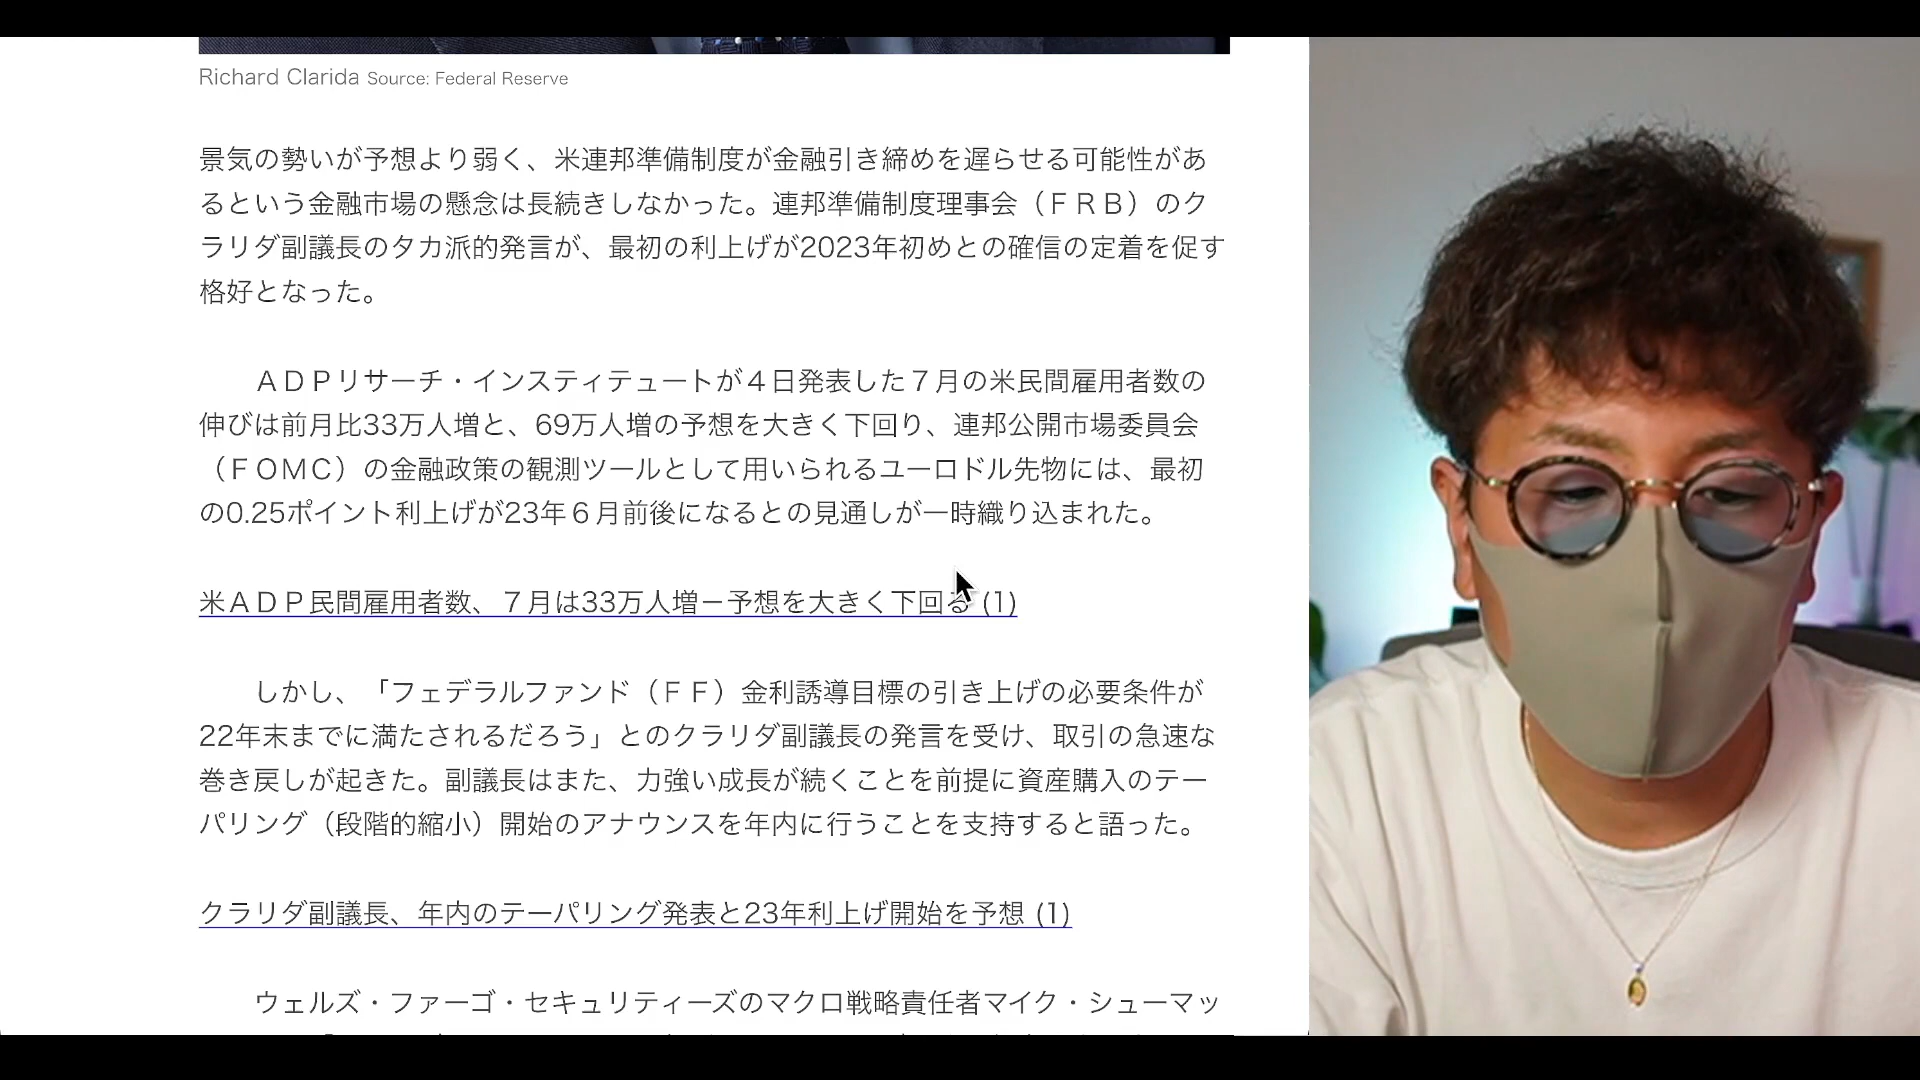 Richard Clarida Source: Federal Reserve
景気の勢いが予想より弱く、米連邦準備制度が金融引き締めを遅らせる可能性があ
るという金融市場の懸念は長続きしなかった。連邦準備制度理事会（ＦＲＢ）のク
ラリダ副議長のタカ派的発言が、最初の利上げが2023年初めとの確信の定着を促す
格好となった。
ＡＤＰリサーチ・インスティテュートが４日発表した７月の米民間雇用者数の
伸びは前月比33万人増と、69万人増の予想を大きく下回り、連邦公開市場委員会
（ＦＯＭＣ）の金融政策の観測ツールとして用いられるユーロドル先物には、最初
の0.25ポイント利上げが23年６月前後になるとの見通しが一時織り込まれた。
米ＡＤＰ民間雇用者数、７月は33万人増－予想を大きく下回る (1)
しかし、「フェデラルファンド（ＦＦ）金利誘導目標の引き上げの必要条件が
22年末までに満たされるだろう」とのクラリダ副議長の発言を受け、取引の急速な
巻き戻しが起きた。副議長はまた、力強い成長が続くことを前提に資産購入のテー
パリング（段階的縮小）開始のアナウンスを年内に行うことを支持すると語った。
クラリダ副議長、年内のテーパリング発表と23年利上げ開始を予想 (1)
ウェルズ・ファーゴ・セキュリティーズのマクロ戦略責任者マイク・シューマッ